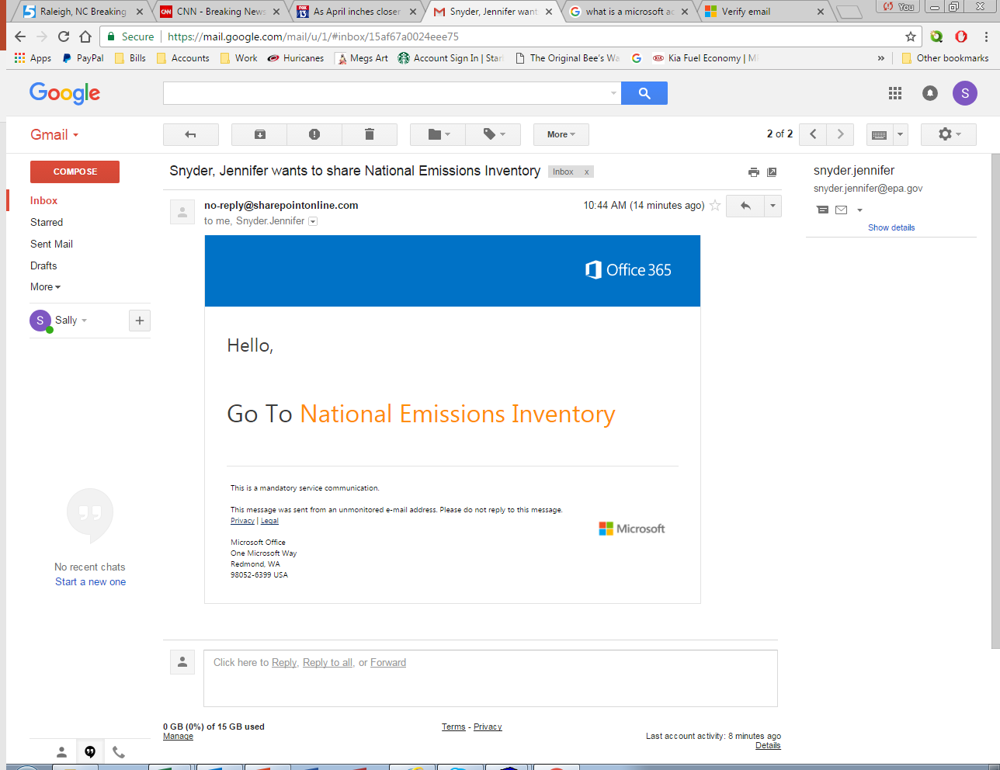 Raleigh, NC Breaking
CNN - Breaking News
As April inches closer
Snyder, Jennifer want
what is a microsoft ac
Verify email
You
Secure
https://mail.google.com/mail/u/1/#inbox/15af67a0024eee75
Apps
PayPal
Bills
Accounts
Work
Huricanes
Megs Art
Account Sign In | Star
The Original Bee's Wa
Kia Fuel Economy | M
»
Other bookmarks
Google
S
Gmail
More
2 of 2
COMPOSE
Snyder, Jennifer wants to share National Emissions Inventory
Inbox x
snyder.jennifer
snyder.jennifer@epa.gov
Show details
Inbox
Starred
Sent Mail
Drafts
More
S Sally
+
no-reply@sharepointonline.com
10:44 AM (14 minutes ago)
to me, Snyder.Jennifer
Office 365
Hello,
Go To National Emissions Inventory
This is a mandatory service communication.
This message was sent from an unmonitored e-mail address. Please do not reply to this message.
Privacy | Legal
Microsoft
Microsoft Office
One Microsoft Way
Redmond, WA
98052-6399 USA
No recent chats
Start a new one
Click here to Reply, Reply to all, or Forward
0 GB (0%) of 15 GB used
Manage
Terms - Privacy
Last account activity: 8 minutes ago
Details